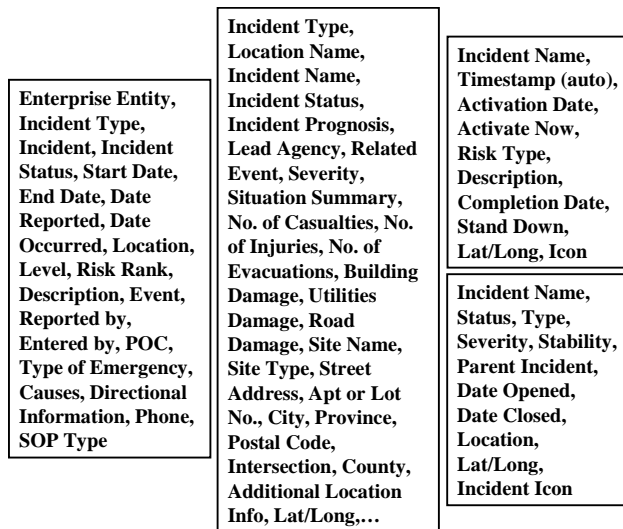 Enterprise Entity,
Incident Type,
Incident, Incident
Status, Start Date,
End Date, Date
Reported, Date
Occurred, Location,
Level, Risk Rank,
Description, Event,
Reported by,
Entered by, POC,
Type of Emergency,
Causes, Directional
Information, Phone,
SOP Type
Incident Type,
Location Name,
Incident Name,
Incident Status,
Incident Prognosis,
Lead Agency, Related
Event, Severity,
Situation Summary,
No. of Casualties, No.
of Injuries, No. of
Evacuations, Building
Damage, Utilities
Damage, Road
Damage, Site Name,
Site Type, Street
Address, Apt or Lot
No., City, Province,
Postal Code,
Intersection, County,
Additional Location
Info, Lat/Long,…
Incident Name,
Timestamp (auto),
Activation Date,
Activate Now,
Risk Type,
Description,
Completion Date,
Stand Down,
Lat/Long, Icon
Incident Name,
Status, Type,
Severity, Stability,
Parent Incident,
Date Opened,
Date Closed,
Location,
Lat/Long,
Incident Icon